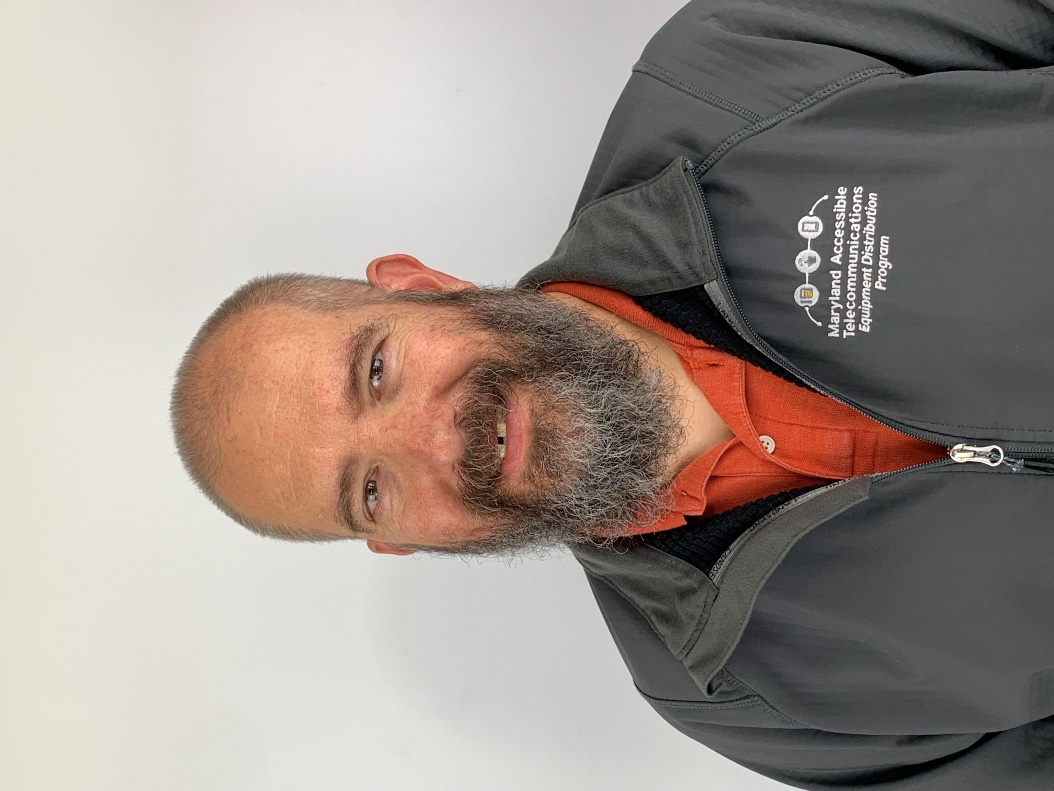 Maryland Accessible
Telecommunications
Equipment Distribution
Program